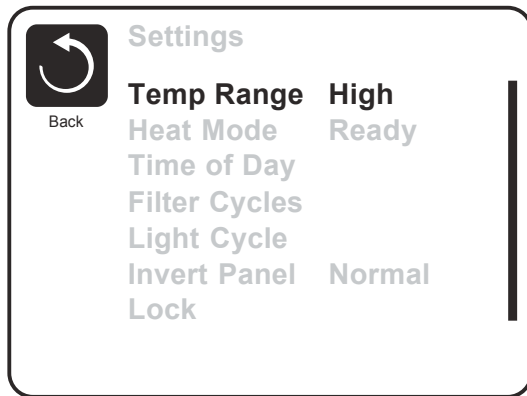 Settings
Back
Temp Range High
Heat Mode Ready
Time of Day
Filter Cycles
Light Cycle
Invert Panel Normal
Lock